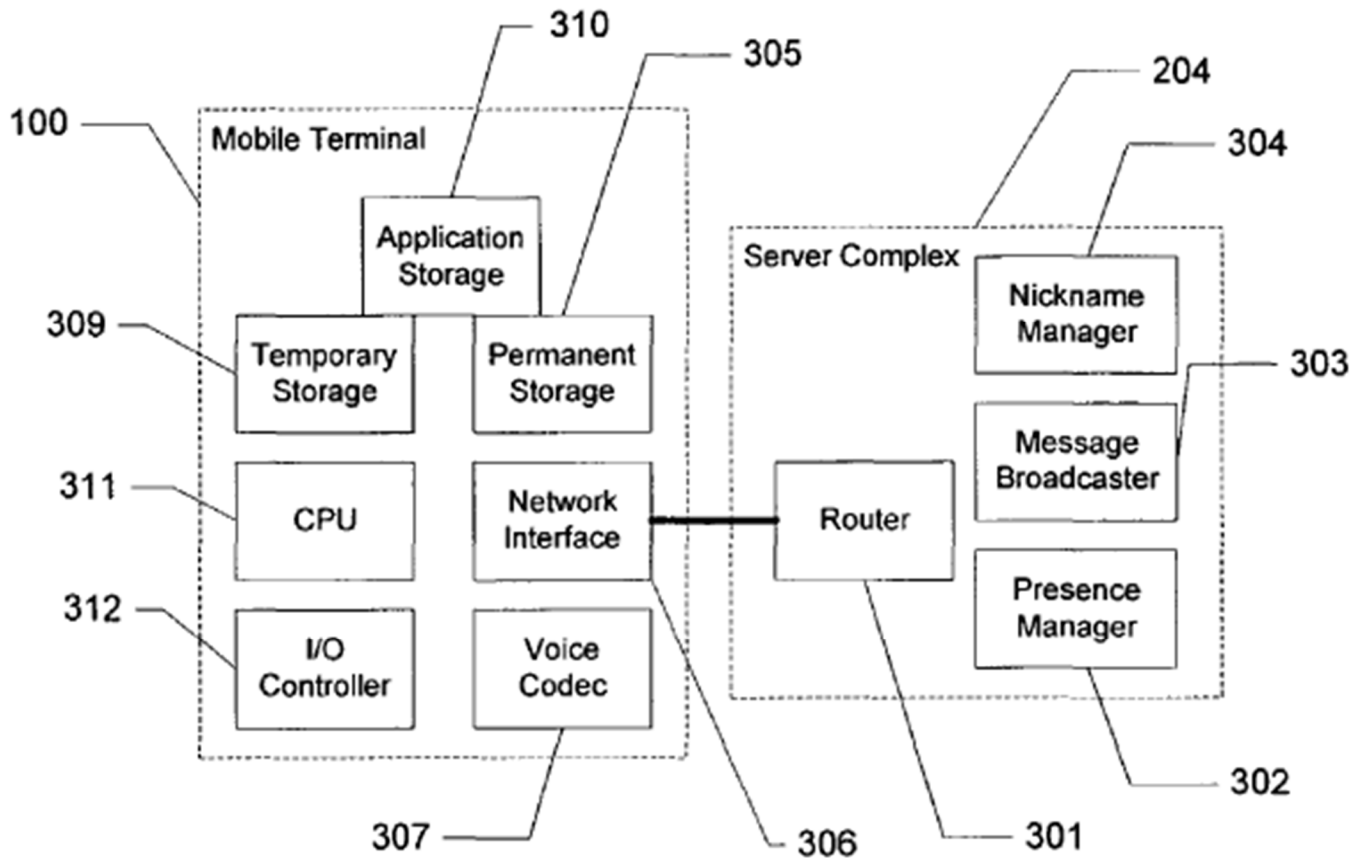 310
305
204
100
Mobile Terminal
304
Application
Storage
Server Complex
Nickname
Manager
309
Temporary
Storage
Permanent
Storage
303
Message
Broadcaster
311
CPU
Network
Interface
Router
312
I/O
Controller
Voice
Codec
Presence
Manager
302
307
306
301